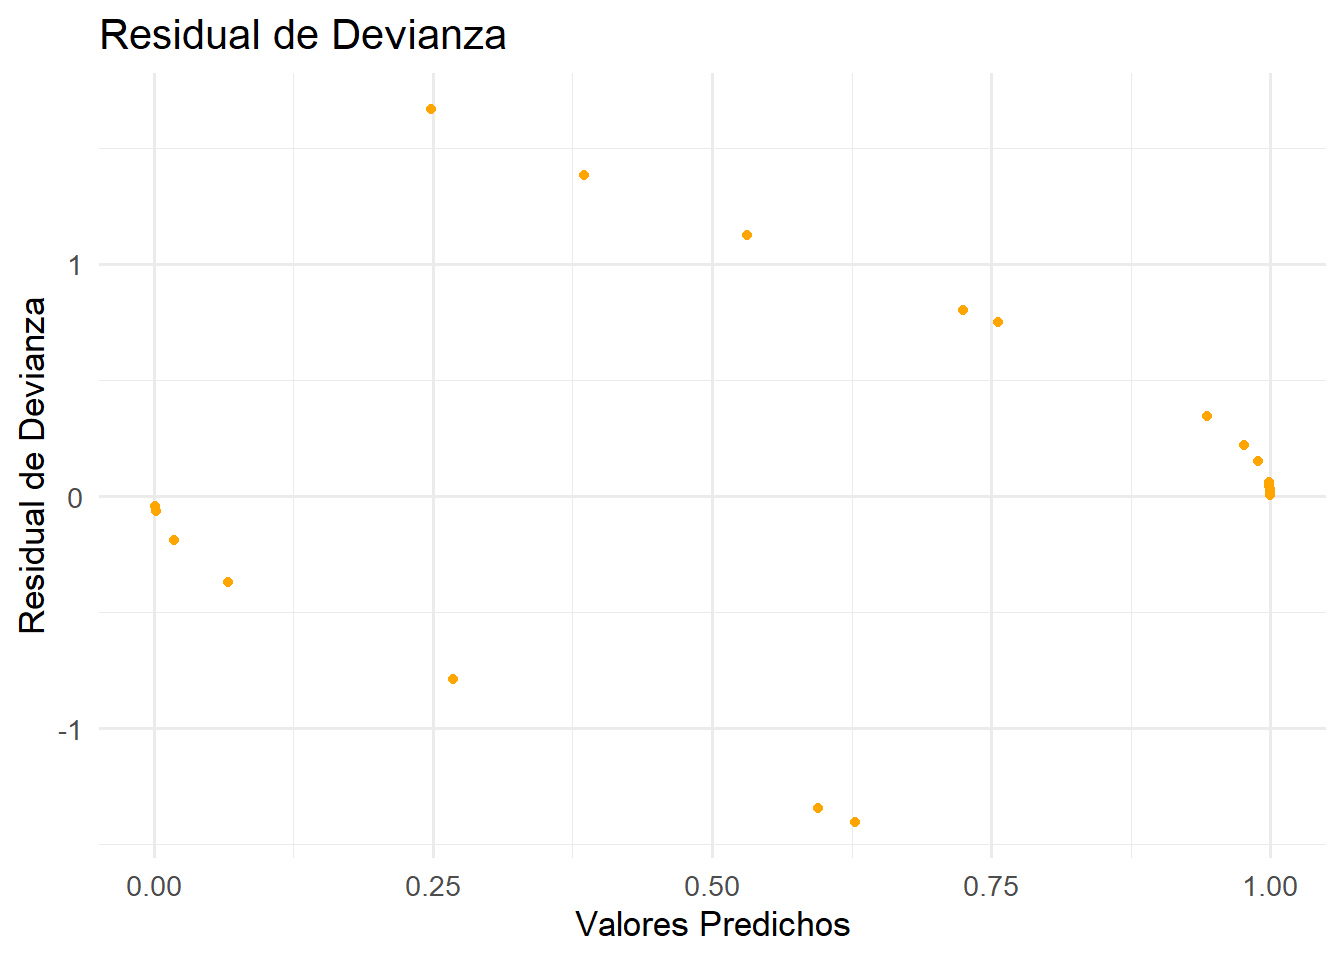 Residual de Devianza
Residual de Devianza
1
0
-1
0.00 0.25 0.50 0.75 1.00
Valores Predichos